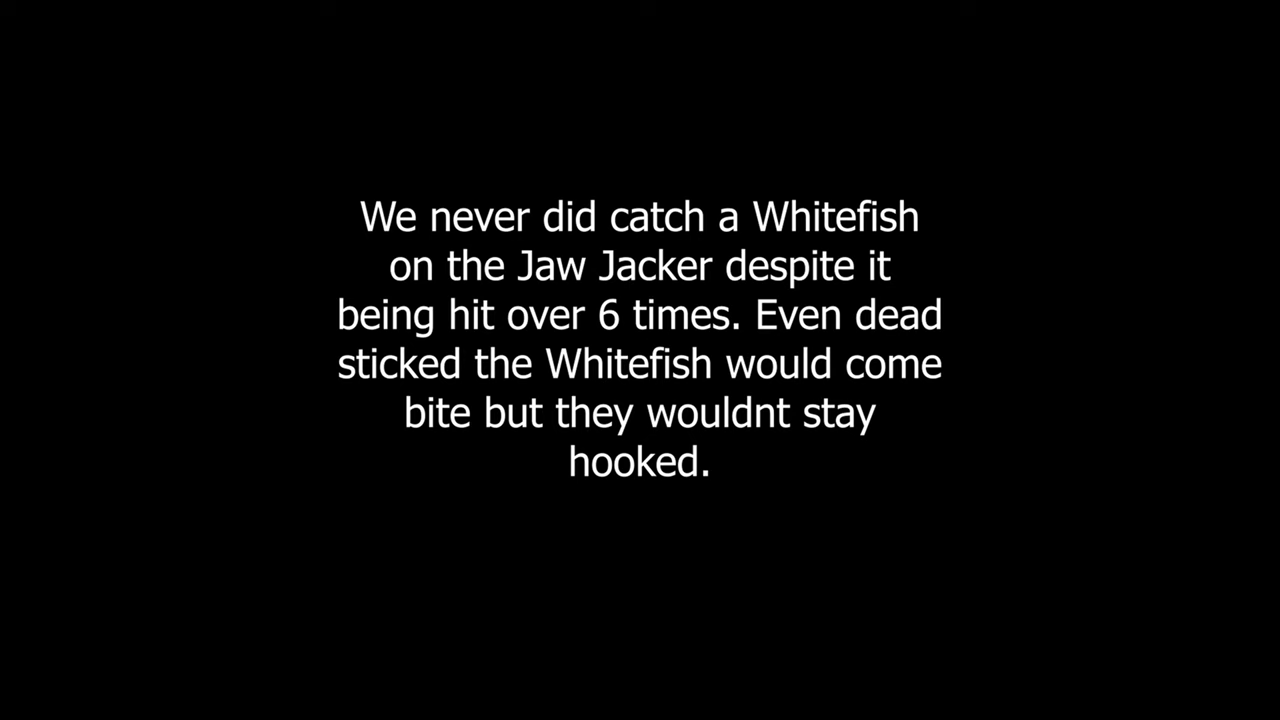 We never did catch a Whitefish
on the Jaw Jacker despite it
being hit over 6 times. Even dead
sticked the Whitefish would come
bite but they wouldnt stay
hooked.